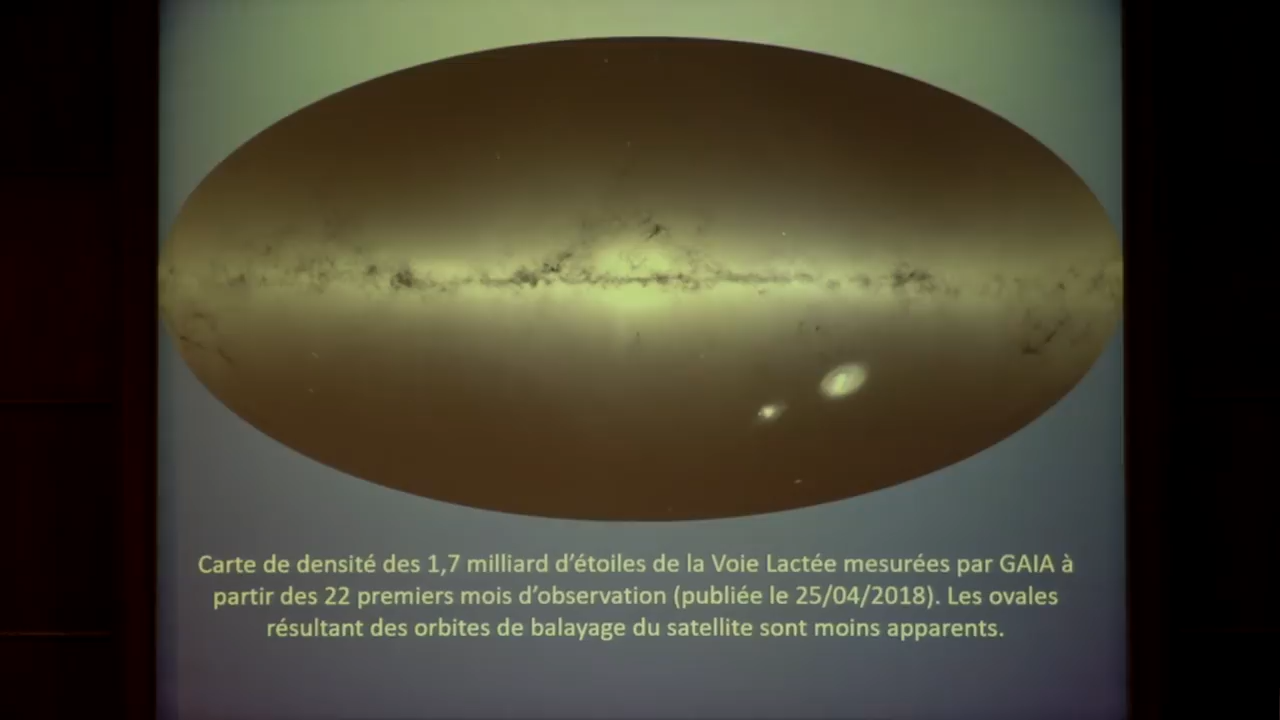 Carte de densité des 1,7 milliard d'étoiles de la Voie Lactée mesurées par GAIA à
partir des 22 premiers mois d'observation (publiée le 25/04/2018). Les ovales
résultant des orbites de balayage du satellite sont moins apparents.